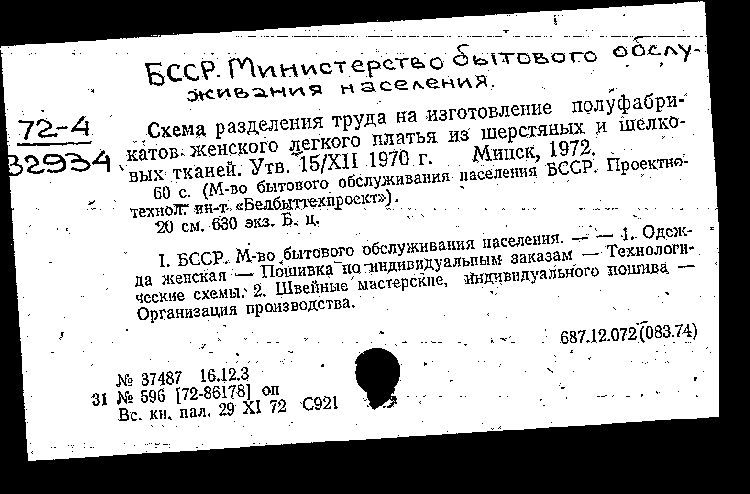 БССР. Министерство бытового обслу-
живания населения.
72-4
32934
Схема разделения труда на изготовление полуфабри-
катов женского легкого платья из шерстяных и шелко-
вых тканей. Утв. 15/XII 1970 г. Минск, 1972.
60 с. (М-во бытового обслуживания населения БССР. Проектно-
технол. ин-т «Белбыттехпроект»).
20 см. 630 экз. Б. ц.
I. БССР. М-во бытового обслуживания населения. — — 1. Одеж-
да женская — Пошивка по индивидуальным заказам — Технологи-
ческие схемы. 2. Швейные мастерские, индивидуального пошива —
Организация производства.
687.12.072(083.74)
№ 37487 16.12.3
31 № 596 [72-86178] оп
Вс. кн. пал. 29 XI 72 С921